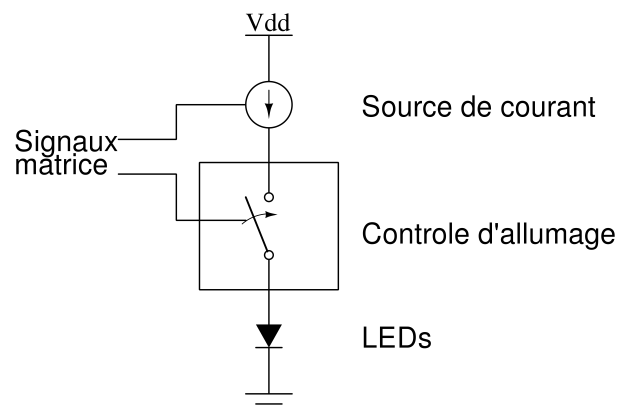 Vdd
Source de courant
Signaux
matrice
Controle d'allumage
LEDs